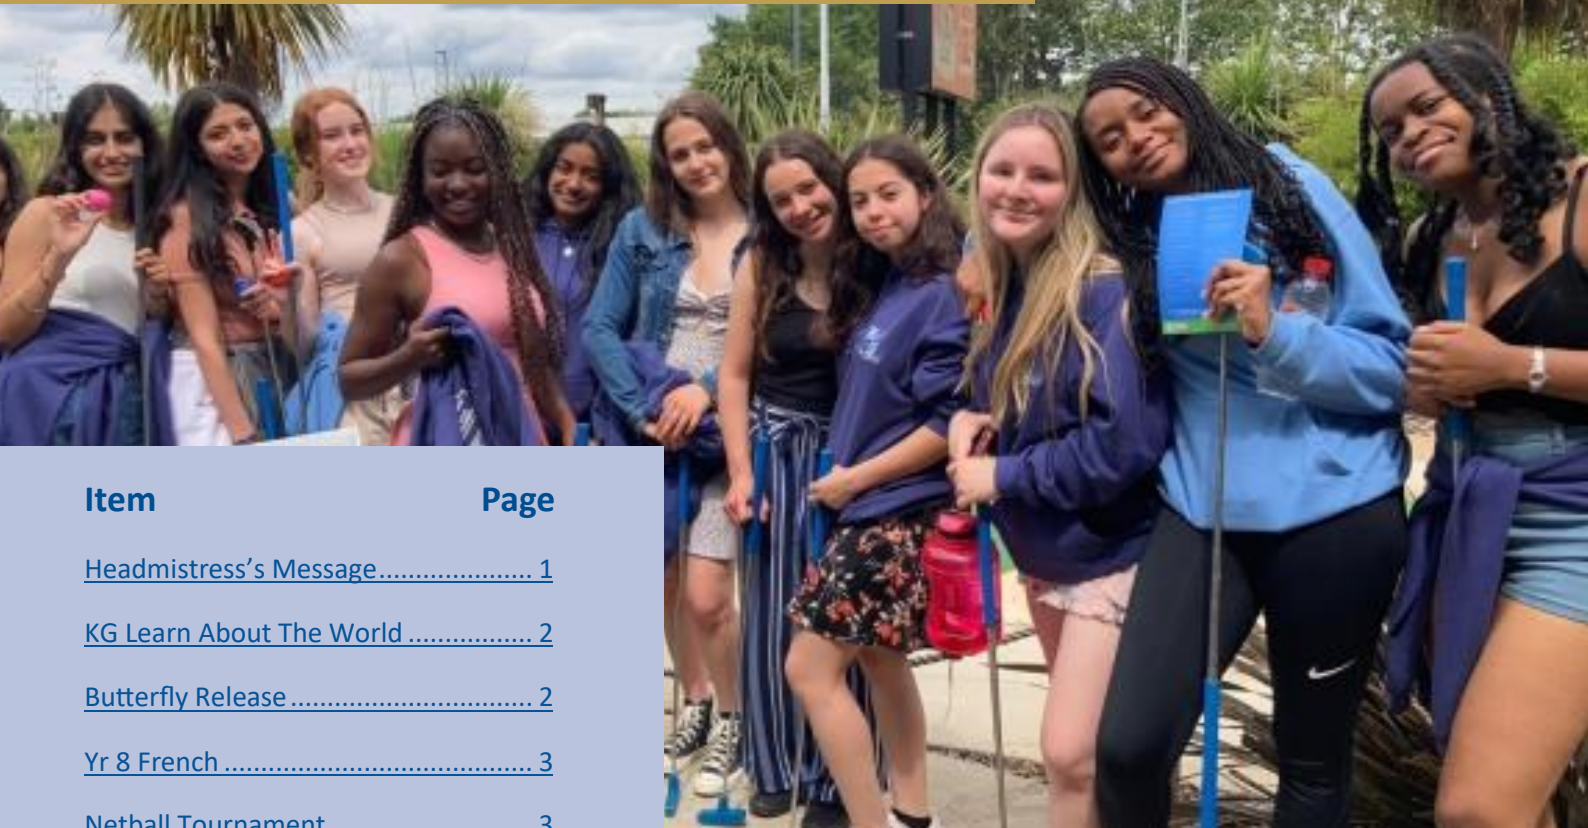 Item Page
Headmistress's Message..................... 1
KG Learn About The World ................. 2
Butterfly Release ................................. 2
Yr 8 French .......................................... 3
Netball Tournament 3